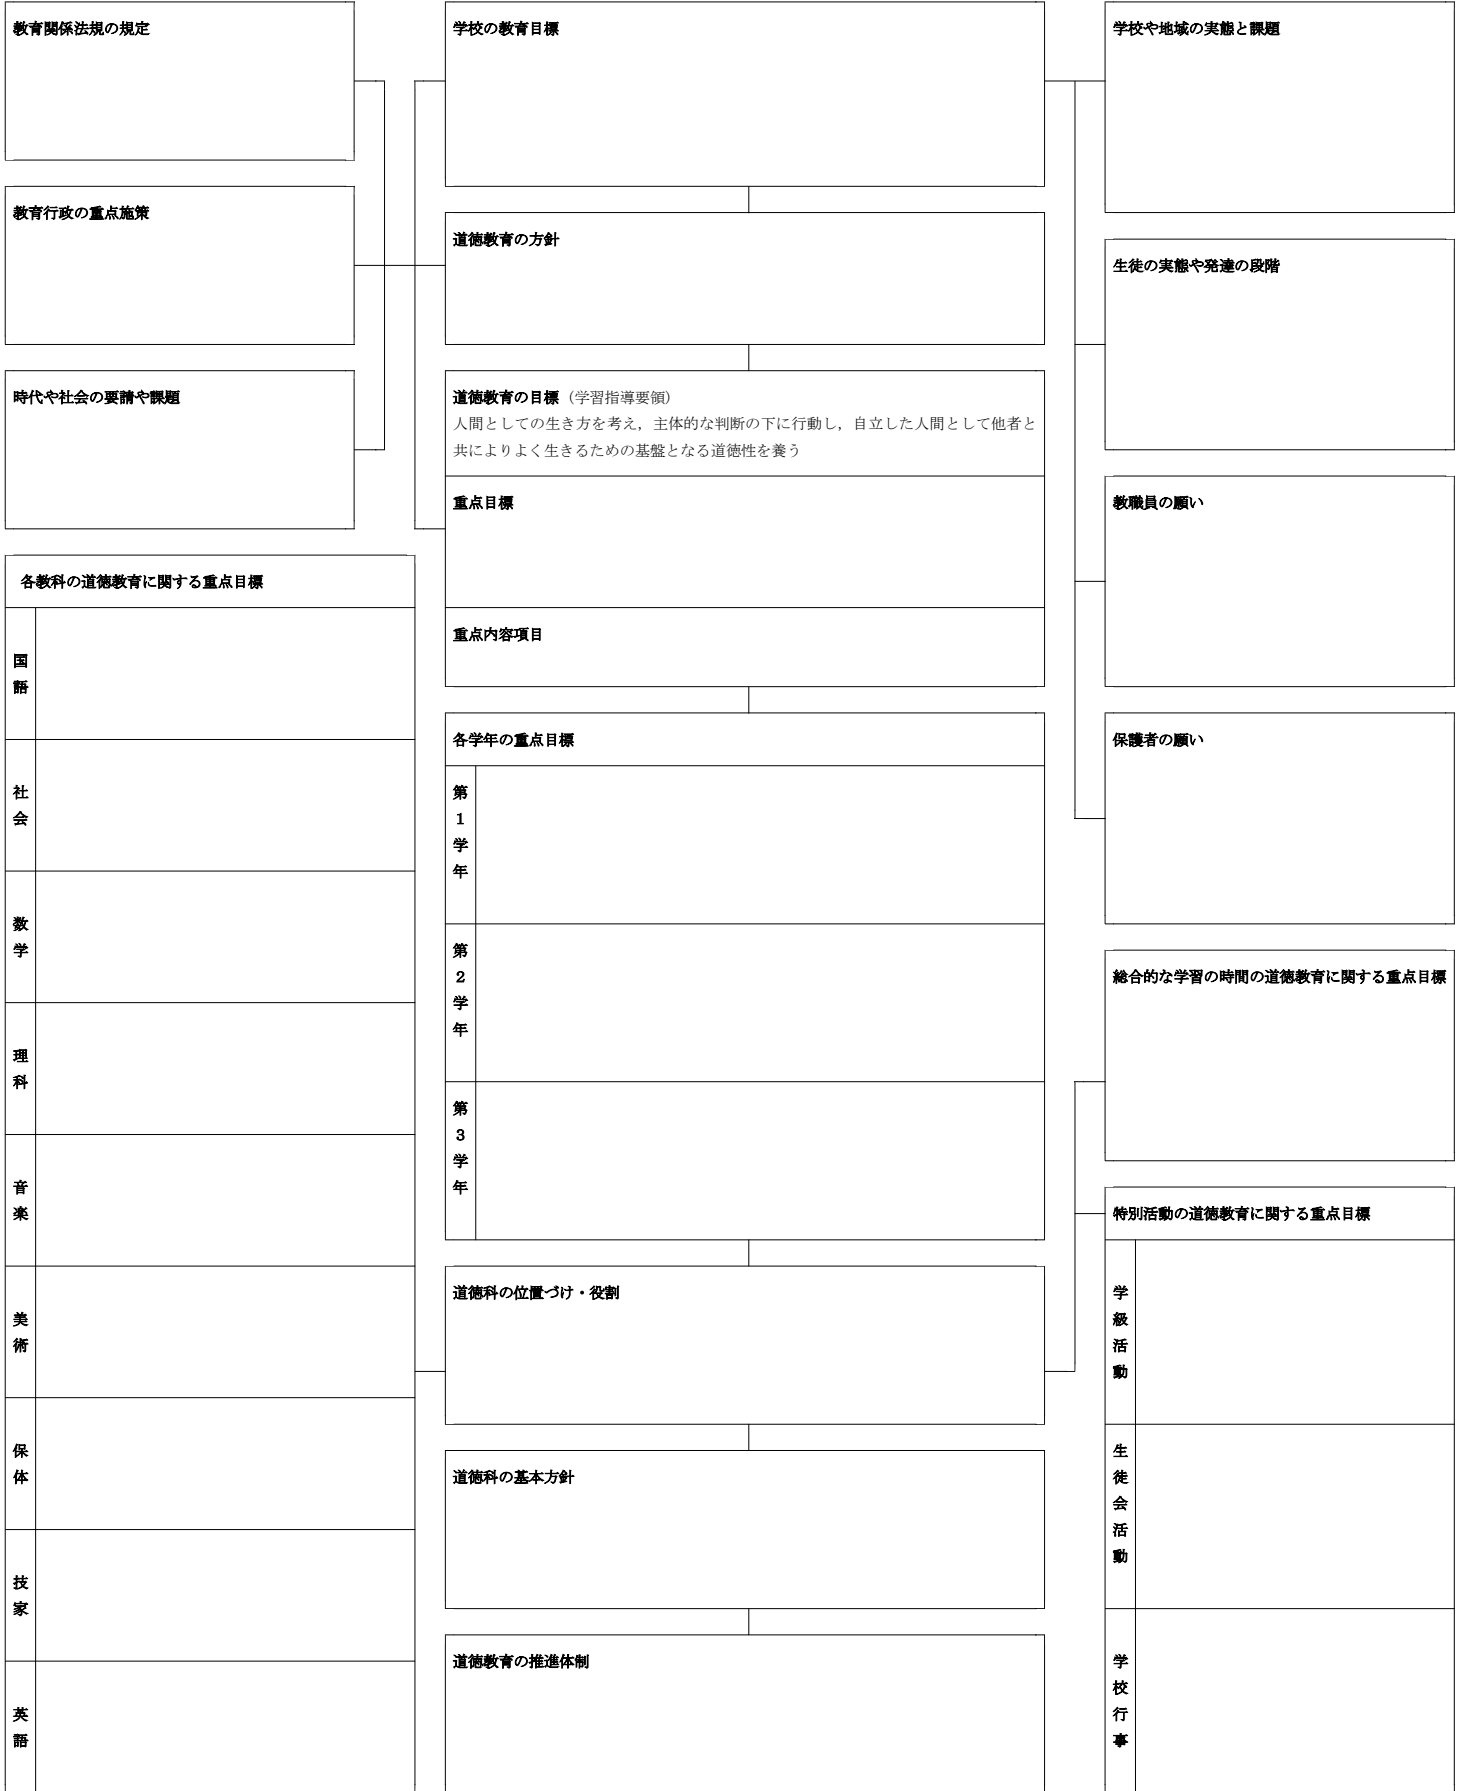 教育関係法規の規定
教育行政の重点施策
時代や社会の要請や課題
各教科の道徳教育に関する重点目標
国語
社会
数学
理科
音楽
美術
保体
技家
英語
学校の教育目標
道徳教育の方針
道徳教育の目標（学習指導要領）
人間としての生き方を考え，主体的な判断の下に行動し，自立した人間として他者と
共によりよく生きるための基盤となる道徳性を養う
重点目標
重点内容項目
各学年の重点目標
第1学年
第2学年
第3学年
道徳科の位置づけ・役割
道徳科の基本方針
道徳教育の推進体制
学校や地域の実態と課題
生徒の実態や発達の段階
教職員の願い
保護者の願い
総合的な学習の時間の道徳教育に関する重点目標
特別活動の道徳教育に関する重点目標
学級活動
生徒会活動
学校行事